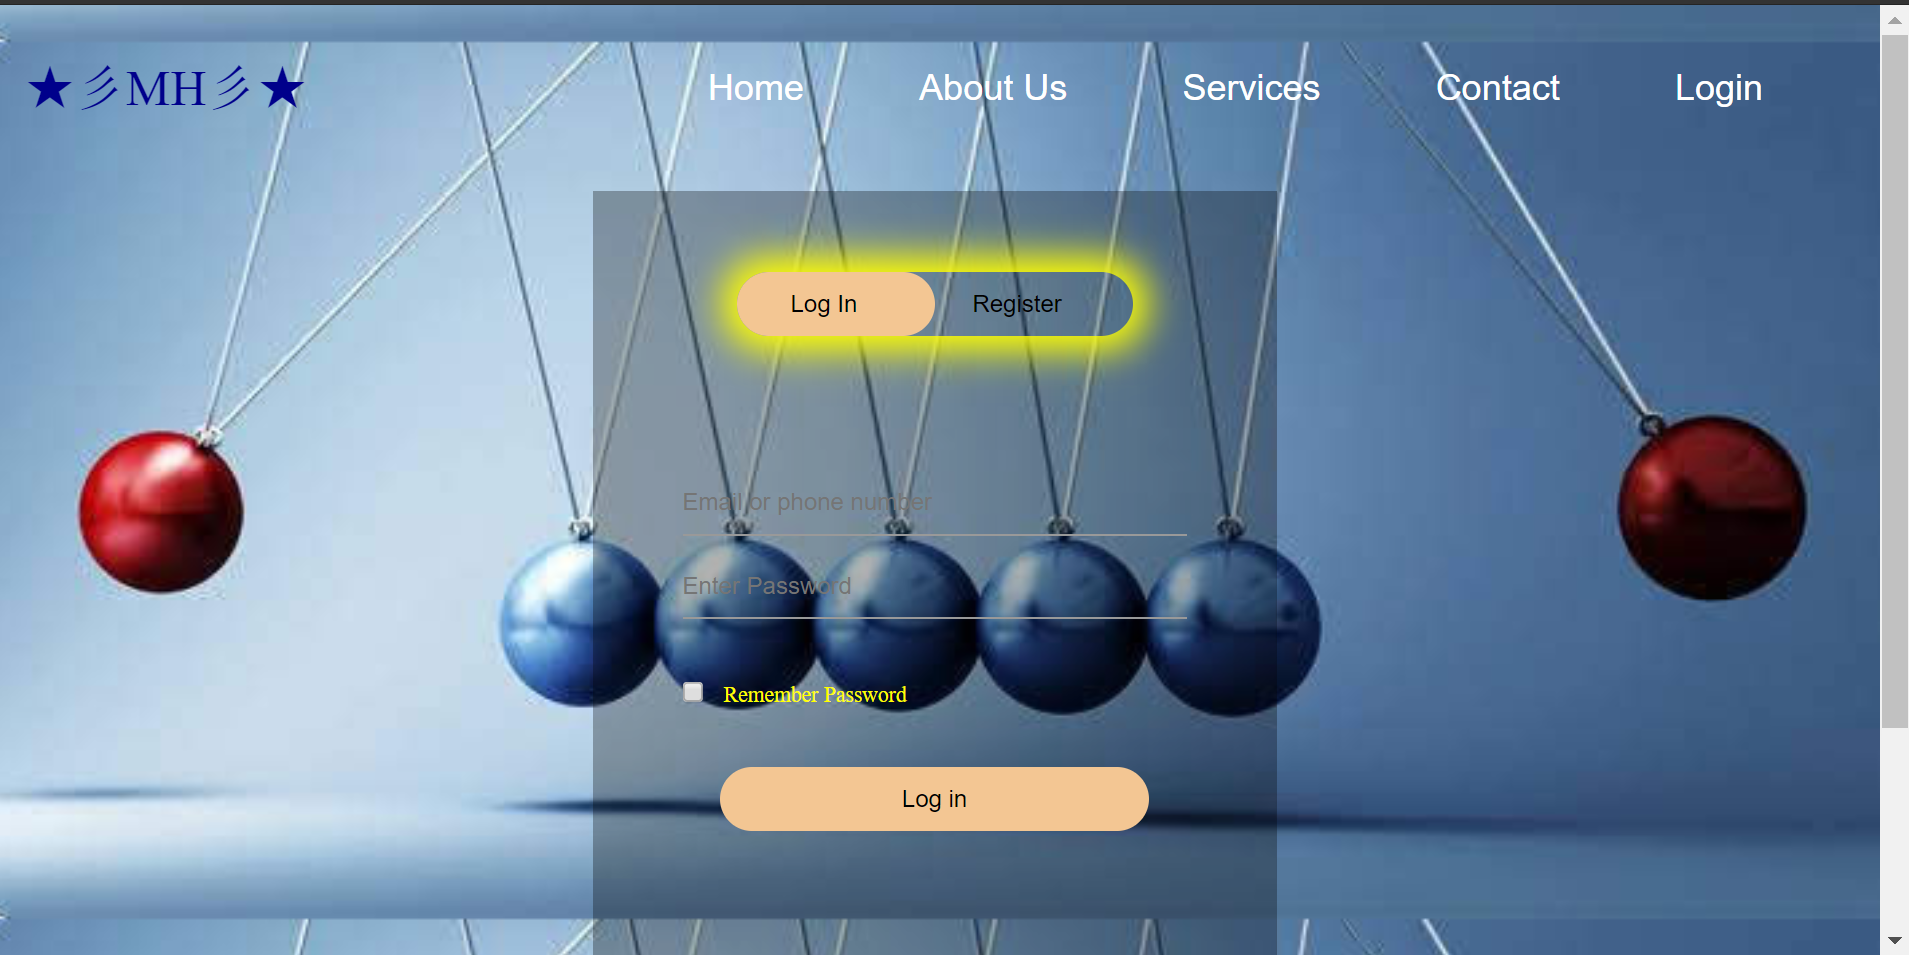 ★彡MH彡★
Home About Us Services Contact Login
Log In Register
Email or phone number
Enter Password
Remember Password
Log in